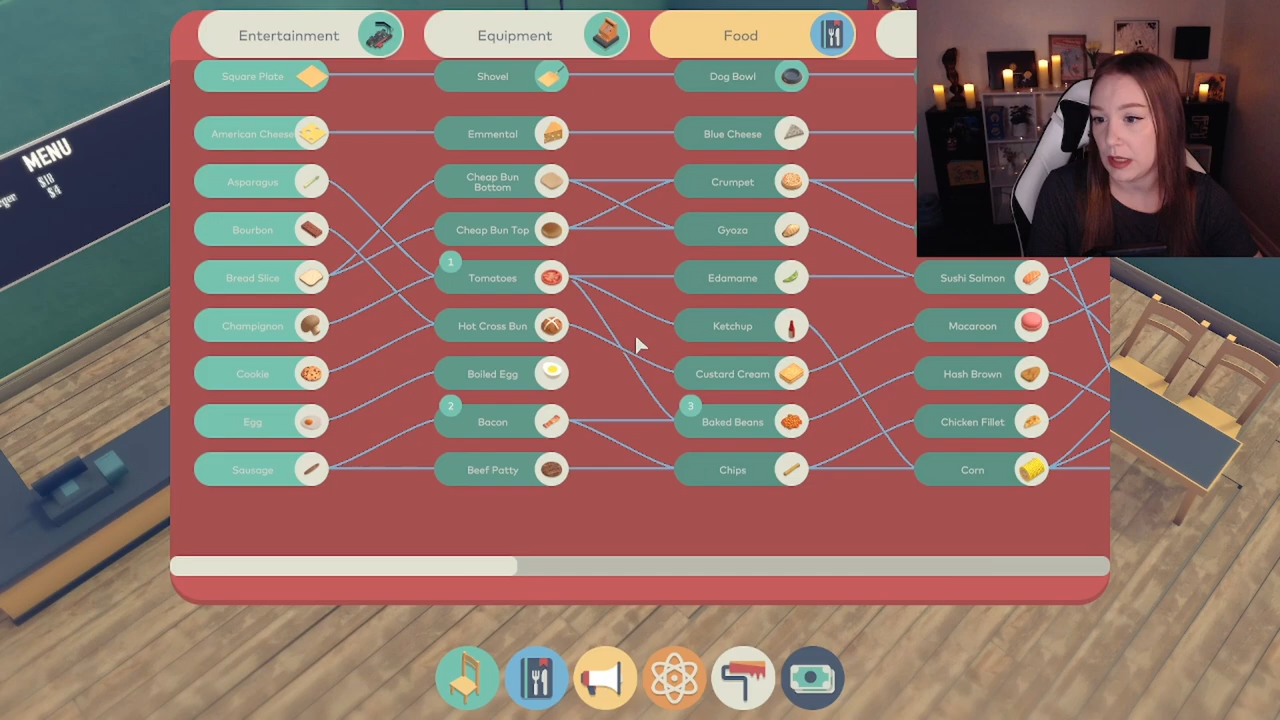 Entertainment
Equipment
Food
Square Plate
Shovel
Dog Bowl
American Cheese
Emmental
Blue Cheese
Asparagus
Cheap Bun
Bottom
Crumpet
Bourbon
Cheap Bun Top
Gyoza
1
Bread Slice
Tomatoes
Edamame
Sushi Salmon
Champignon
Hot Cross Bun
Ketchup
Macaroon
Cookie
Boiled Egg
Custard Cream
Hash Brown
2
3
Egg
Bacon
Baked Beans
Chicken Fillet
Sausage
Beef Patty
Chips
Corn
MENU
$18
$4